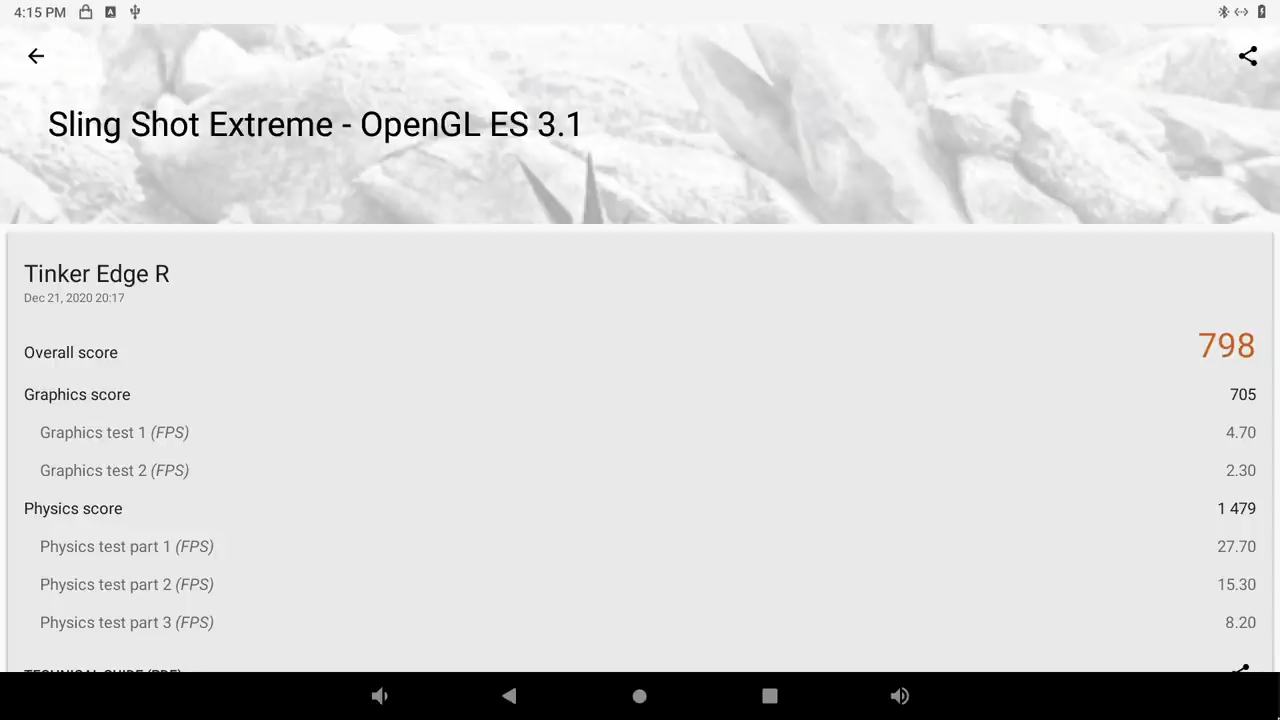 4:15 PM
Sling Shot Extreme - OpenGL ES 3.1
Tinker Edge R
Dec 21, 2020 20:17
Overall score 798
Graphics score 705
Graphics test 1 (FPS) 4.70
Graphics test 2 (FPS) 2.30
Physics score 1 479
Physics test part 1 (FPS) 27.70
Physics test part 2 (FPS) 15.30
Physics test part 3 (FPS) 8.20
TECHNICAL GUIDE (PDF)